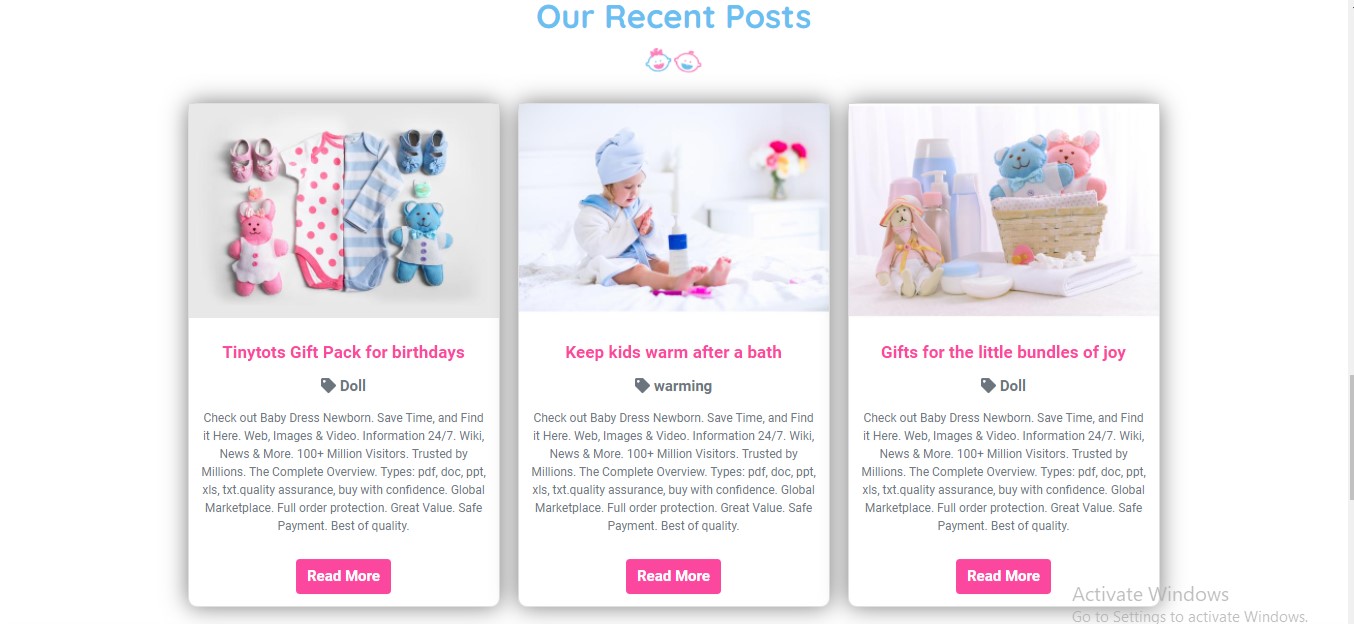 Our Recent Posts
Tinytots Gift Pack for birthdays
Doll
Check out Baby Dress Newborn. Save Time, and Find
it Here. Web, Images & Video. Information 24/7. Wiki,
News & More. 100+ Million Visitors. Trusted by
Millions. The Complete Overview. Types: pdf, doc, ppt,
xls, txt.quality assurance, buy with confidence. Global
Marketplace. Full order protection. Great Value. Safe
Payment. Best of quality.
Read More
Keep kids warm after a bath
warming
Check out Baby Dress Newborn. Save Time, and Find
it Here. Web, Images & Video. Information 24/7. Wiki,
News & More. 100+ Million Visitors. Trusted by
Millions. The Complete Overview. Types: pdf, doc, ppt,
xls, txt.quality assurance, buy with confidence. Global
Marketplace. Full order protection. Great Value. Safe
Payment. Best of quality.
Read More
Gifts for the little bundles of joy
Doll
Check out Baby Dress Newborn. Save Time, and Find
it Here. Web, Images & Video. Information 24/7. Wiki,
News & More. 100+ Million Visitors. Trusted by
Millions. The Complete Overview. Types: pdf, doc, ppt,
xls, txt.quality assurance, buy with confidence. Global
Marketplace. Full order protection. Great Value. Safe
Payment. Best of quality.
Read More
Activate Windows
Go to Settings to activate Windows.